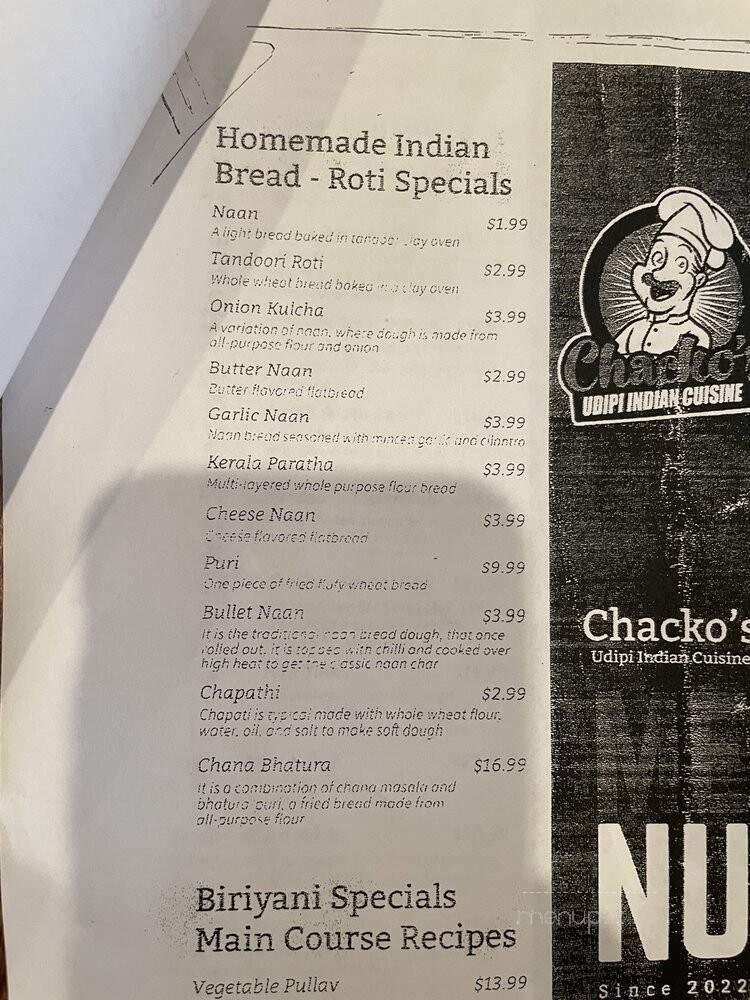 Homemade Indian
Bread - Roti Specials
Naan $1.99
A light bread baked in clay oven
Tandoori Roti $2.99
Whole wheat bread baked in a clay oven
Onion Kulcha $3.99
A variation of naan, where dough is made from
all-purpose flour and onion
Butter Naan $2.99
Butter flavored flatbread
Garlic Naan $3.99
Naan bread seasoned with minced garlic and cilantro
Kerala Paratha $3.99
Multi-layered whole purpose flour bread
Cheese Naan $3.99
Cheese flavored flatbread
Puri $9.99
One piece of fried wheat bread
Bullet Naan $3.99
It is the traditional naan bread dough, that once
rolled out, it is topped with chilli and cooked over
high heat to get the classic naan char
Chapathi $2.99
Chapati is typical made with whole wheat flour,
water, oil, and salt to make soft dough
Chana Bhatura $16.99
It is a combination of chana masala and
bhatura puri, a fried bread made from
all-purpose flour
Biriyani Specials
Main Course Recipes
Vegetable Pullav $13.99
Chacko's
UDIPI INDIAN CUISINE
Chacko's
Udipi Indian Cuisine
ME
NU
Since 2022